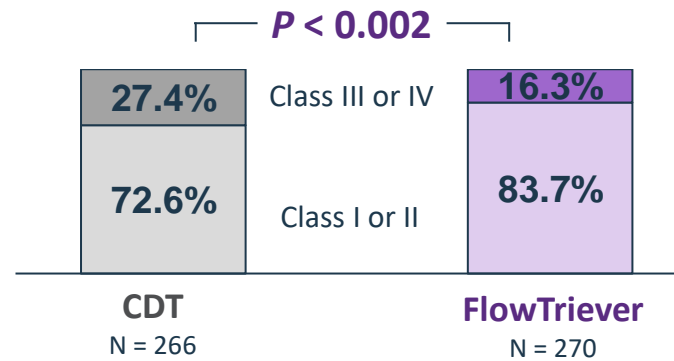 P < 0.002
27.4% Class III or IV 16.3%
72.6% Class I or II 83.7%
CDT FlowTriever
N = 266 N = 270